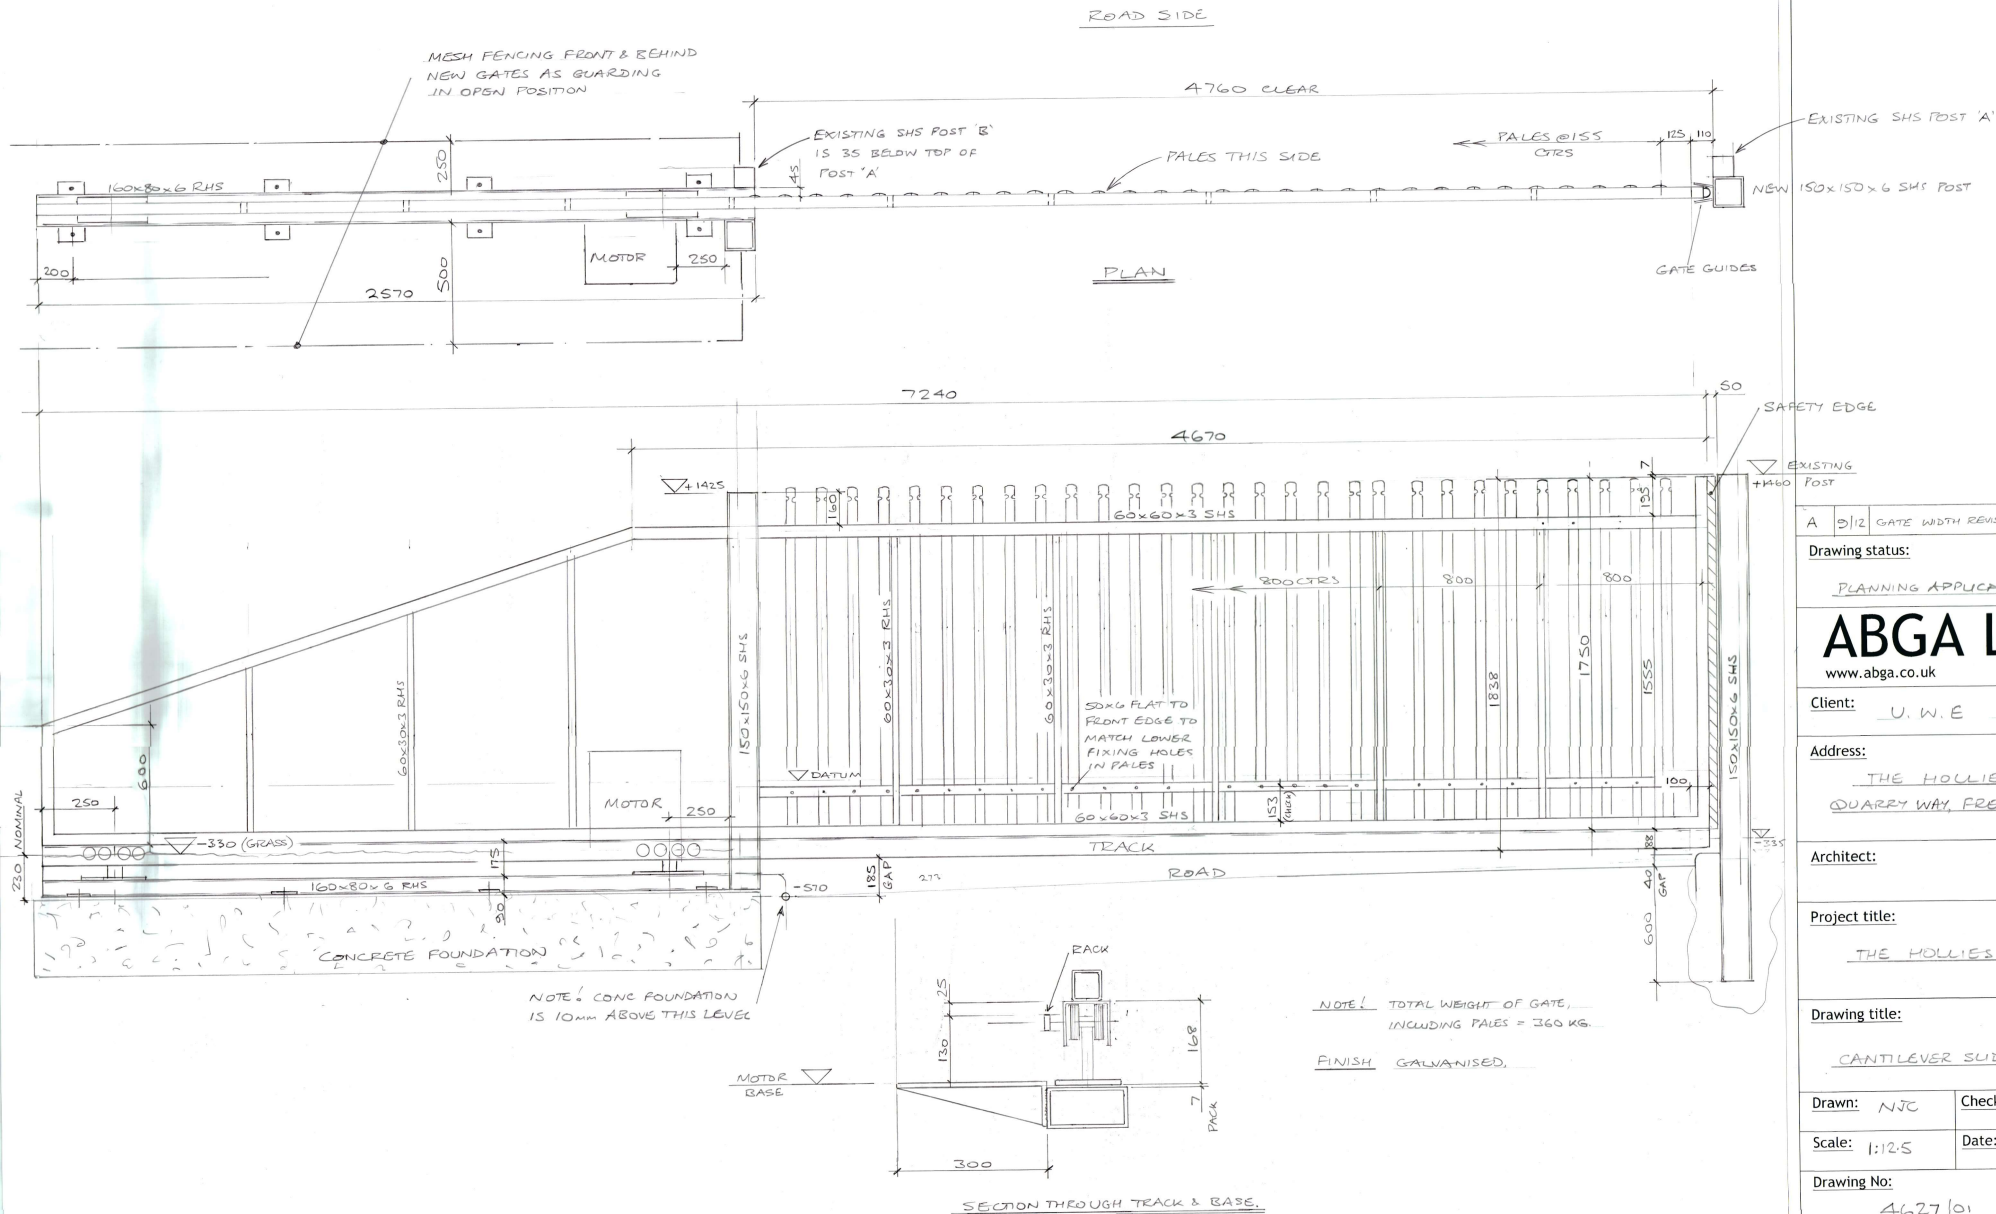 ROAD SIDE
MESH FENCING FRONT & BEHIND
NEW GATES AS GUARDING
IN OPEN POSITION
4760 CLEAR
EXISTING SHS POST 'B'
IS 35 BELOW TOP OF
POST 'A'
PALES @155
CTRS
125
110
EXISTING SHS POST 'A'
PALES THIS SIDE
250
45
160x80x6 RHS
NEW 150x150x6 SHS POST
MOTOR
250
200
500
2570
PLAN
GATE GUIDES
7240
50
SAFETY EDGE
4670
+1425
160
7
195
EXISTING
+1460 POST
60x60x3 SHS
800 CTRS
800
800
60x30x3 RHS
150x150x6 SHS
60x30x3 RHS
60x30x3 RHS
1838
1750
1555
150x150x6 SHS
50x6 FLAT TO
FRONT EDGE TO
MATCH LOWER
FIXING HOLES
IN PALES
DATUM
600
250
MOTOR
250
153
(CHECK)
100
60x60x3 SHS
230 NOMINAL
-330 (GRASS)
175
TRACK
88
-335
160x80x6 RHS
-570
185
GAP
273
ROAD
40
GAP
90
600
CONCRETE FOUNDATION
NOTE! CONC FOUNDATION
IS 10mm ABOVE THIS LEVEL
RACK
25
130
168
7
PACK
MOTOR
BASE
300
SECTION THROUGH TRACK & BASE.
NOTE! TOTAL WEIGHT OF GATE,
INCLUDING PALES = 360 KG.
FINISH GALVANISED.
A 9/12 GATE WIDTH REVIS
Drawing status:
PLANNING APPLICA
ABGA L
www.abga.co.uk
Client: U.W.E
Address:
THE HOLLIE
QUARRY WAY, FRE
Architect:
Project title:
THE HOLLIES
Drawing title:
CANTILEVER SLID
Drawn: NJC
Check
Scale: 1:12.5
Date:
Drawing No:
4627/01